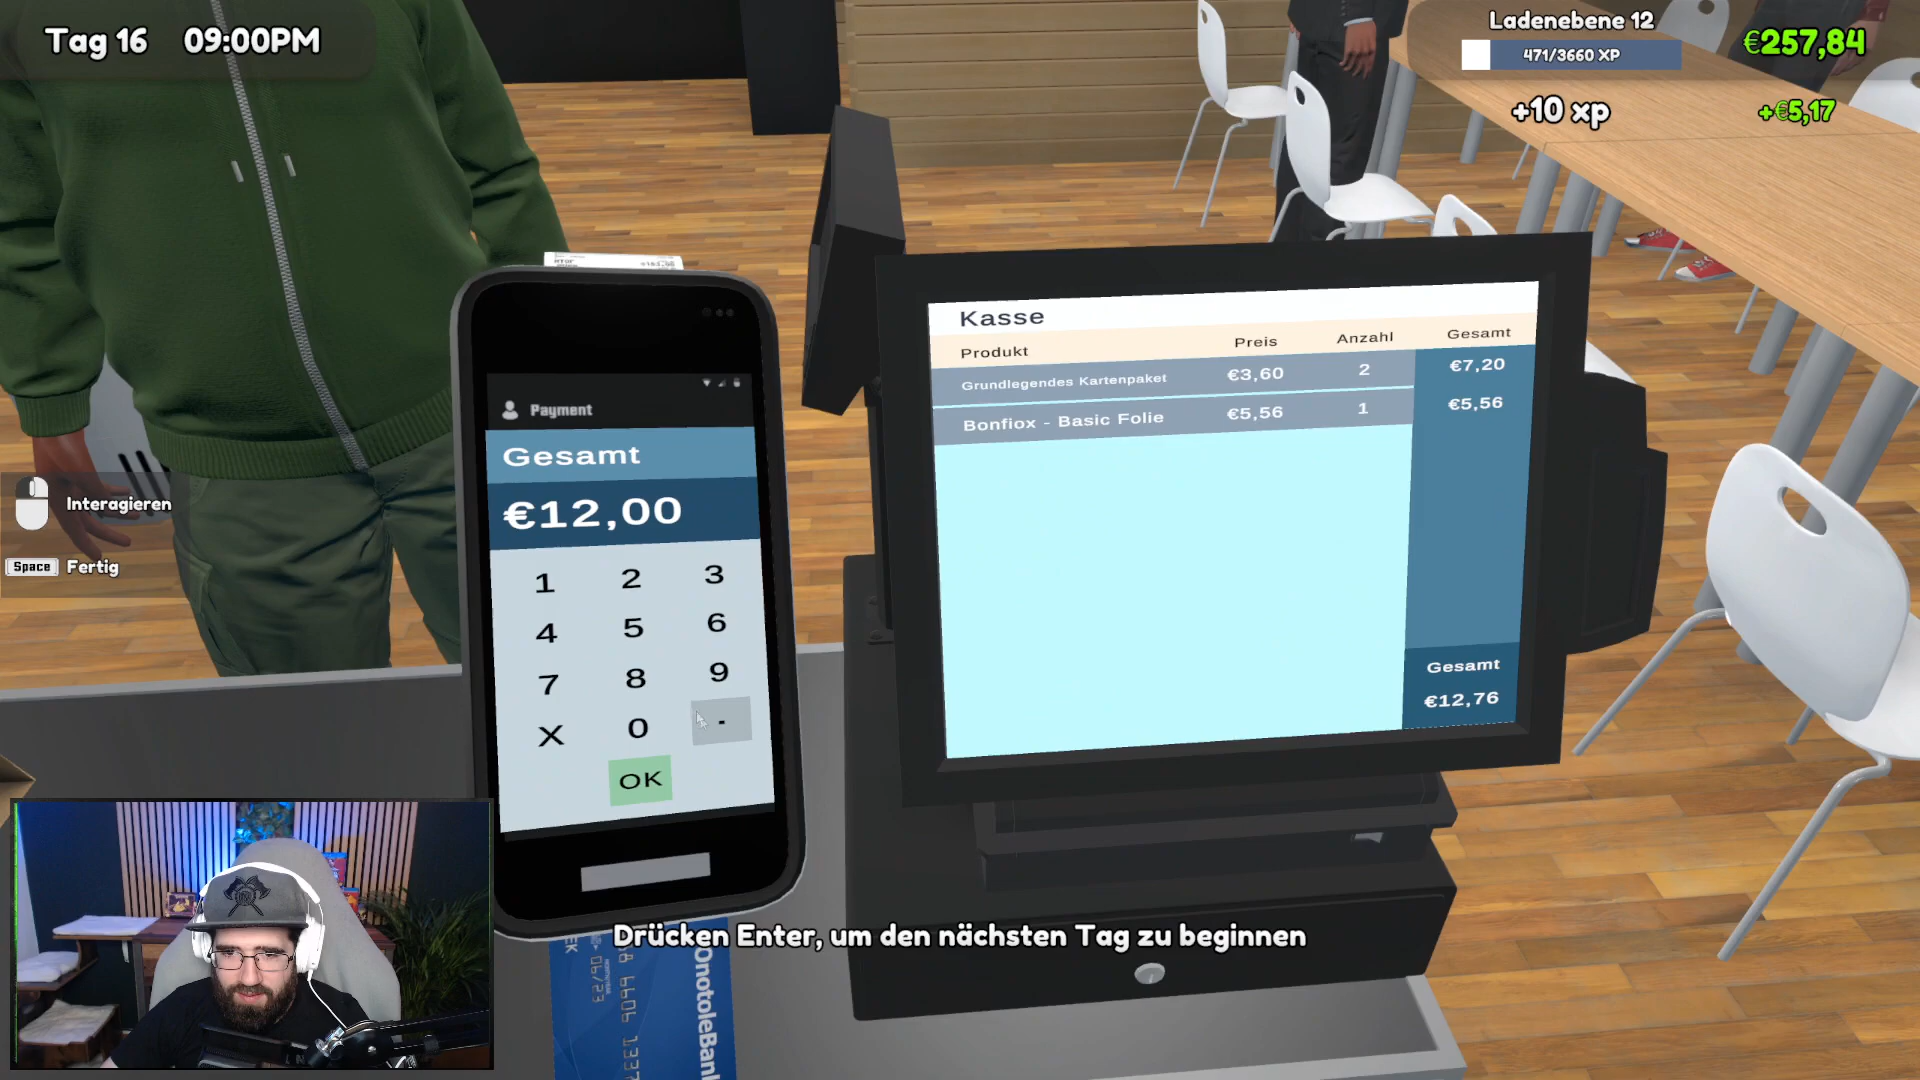 Tag 16 09:00PM
Ladenebene 12
471/3660 XP
€257,84
+10 xp
+€5,17
Interagieren
Space Fertig
Payment
Gesamt
€12,00
1 2 3
4 5 6
7 8 9
X 0 -
OK
Kasse
Produkt Preis Anzahl Gesamt
Grundlegendes Kartenpaket €3,60 2 €7,20
Bonfiox - Basic Folie €5,56 1 €5,56
Gesamt
€12,76
Drücken Enter, um den nächsten Tag zu beginnen
OnotoleBank
06/23